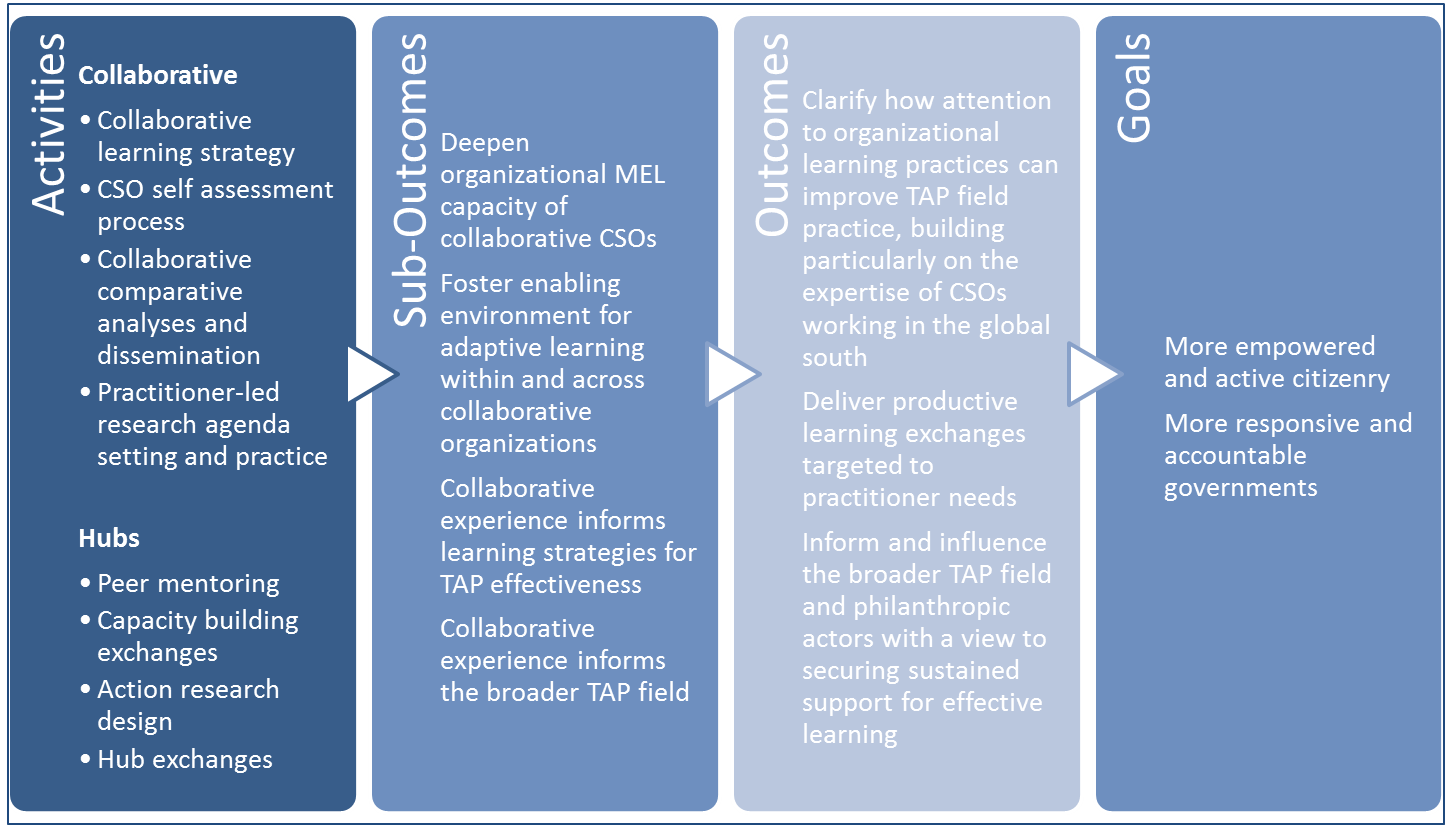 Activities
Collaborative
• Collaborative
learning strategy
• CSO self assessment
process
• Collaborative
comparative
analyses and
dissemination
• Practitioner-led
research agenda
setting and practice
Hubs
• Peer mentoring
• Capacity building
exchanges
• Action research
design
• Hub exchanges
Sub-Outcomes
Deepen
organizational MEL
capacity of
collaborative CSOs
Foster enabling
environment for
adaptive learning
within and across
collaborative
organizations
Collaborative
experience informs
learning strategies for
TAP effectiveness
Collaborative
experience informs
the broader TAP field
Outcomes
Clarify how attention
to organizational
learning practices can
improve TAP field
practice, building
particularly on the
expertise of CSOs
working in the global
south
Deliver productive
learning exchanges
targeted to
practitioner needs
Inform and influence
the broader TAP field
and philanthropic
actors with a view to
securing sustained
support for effective
learning
Goals
More empowered
and active citizenry
More responsive and
accountable
governments